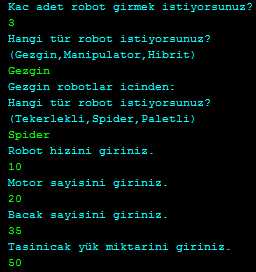 Kac adet robot girmek istiyorsunuz?
3
Hangi tür robot istiyorsunuz?
(Gezgin,Manipulator,Hibrit)
Gezgin
Gezgin robotlar icinden:
Hangi tür robot istiyorsunuz?
(Tekerlekli,Spider,Paletli)
Spider
Robot hizini giriniz.
10
Motor sayisini giriniz.
20
Bacak sayisini giriniz.
35
Tasinicak yük miktarini giriniz.
50